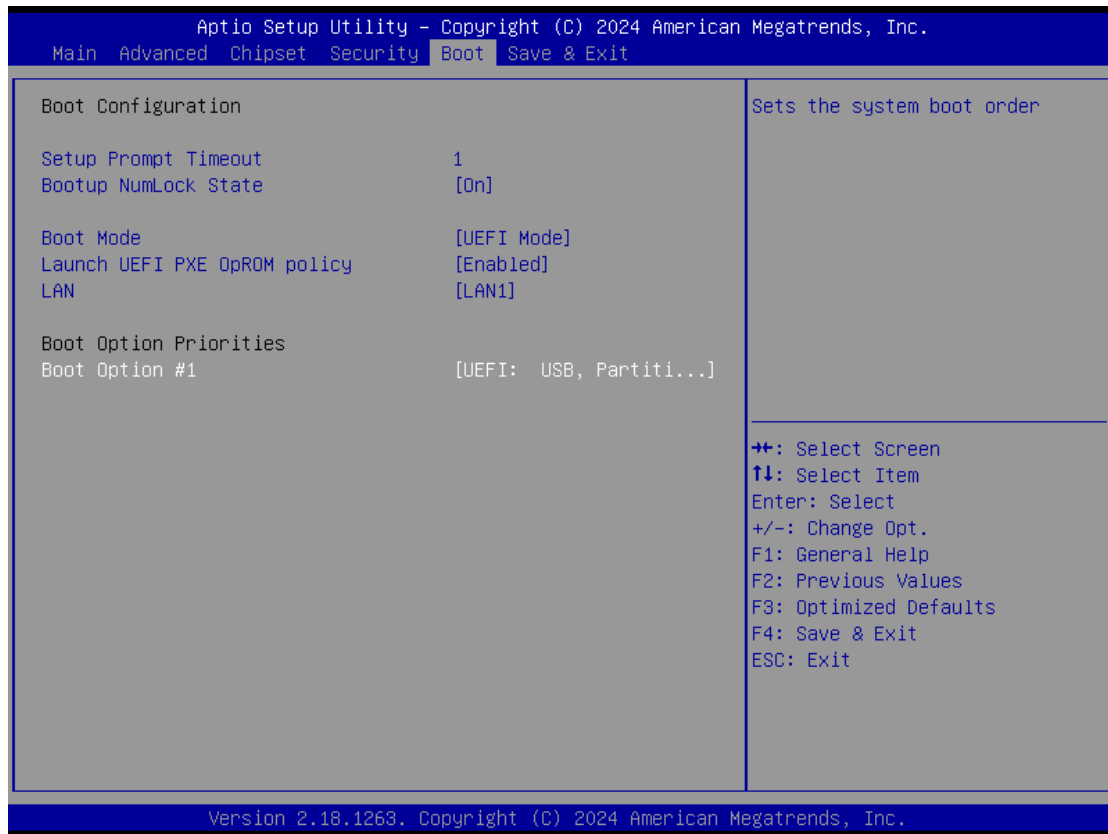 Aptio Setup Utility – Copyright (C) 2024 American Megatrends, Inc.
Main Advanced Chipset Security Boot Save & Exit
Boot Configuration
Setup Prompt Timeout 1
Bootup NumLock State [On]
Boot Mode [UEFI Mode]
Launch UEFI PXE OpROM policy [Enabled]
LAN [LAN1]
Boot Option Priorities
Boot Option #1 [UEFI: USB, Partiti...]
Sets the system boot order
→←: Select Screen
↑↓: Select Item
Enter: Select
+/-: Change Opt.
F1: General Help
F2: Previous Values
F3: Optimized Defaults
F4: Save & Exit
ESC: Exit
Version 2.18.1263. Copyright (C) 2024 American Megatrends, Inc.